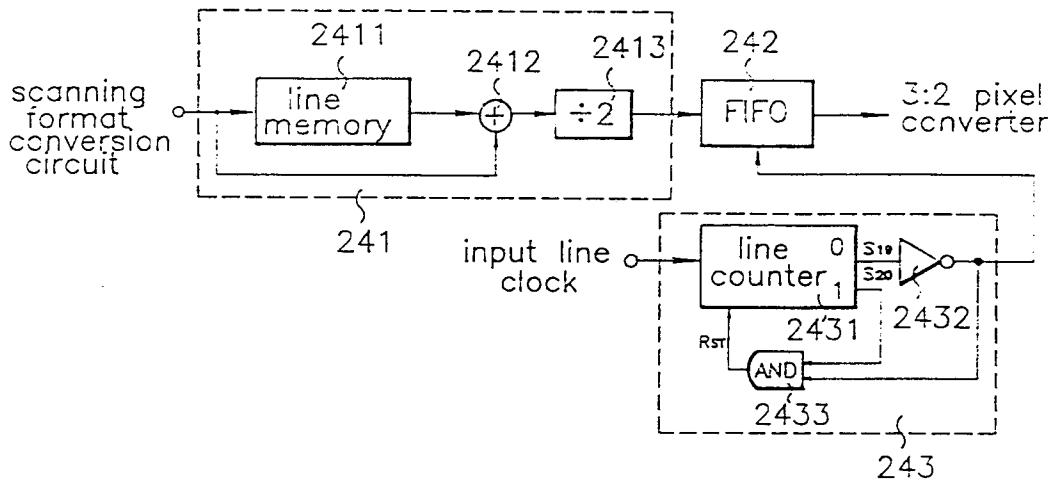 2411
2412
2413
242
scanning
format
conversion
circuit
line
memory
+
÷2
FIFO
3:2 pixel
converter
241
input line
clock
line
counter
0
1
S19
S20
2431
2432
RST
AND
2433
243